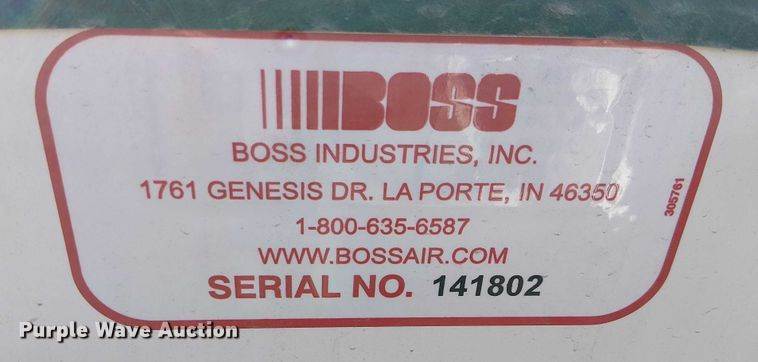 BOSS
BOSS INDUSTRIES, INC.
1761 GENESIS DR. LA PORTE, IN 46350
305761
1-800-635-6587
WWW.BOSSAIR.COM
SERIAL NO. 141802
Purple Wave Auction